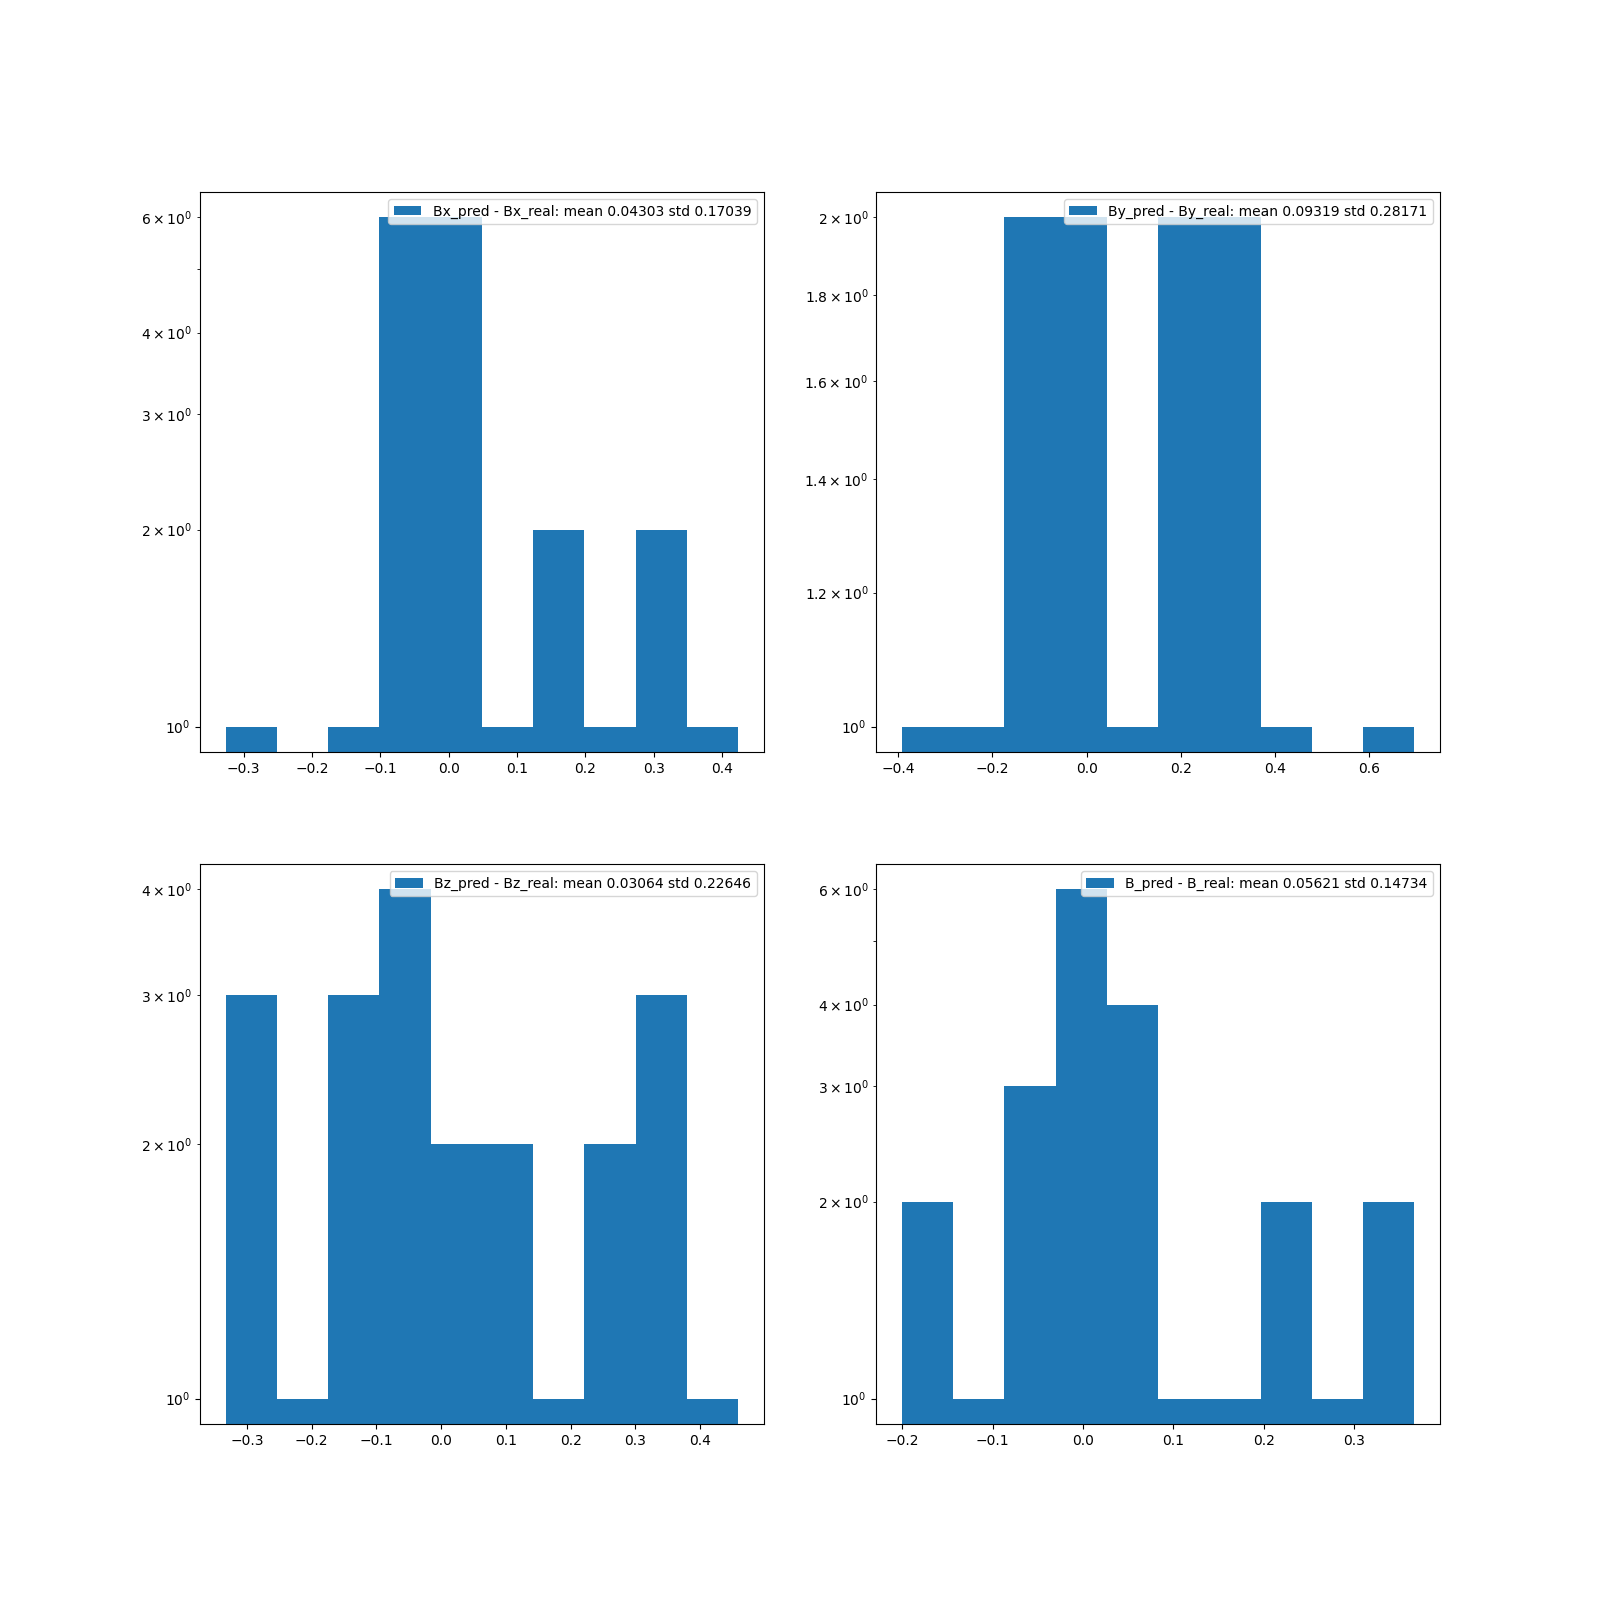 Bx_pred - Bx_real: mean 0.04303 std 0.17039
6 × 10⁰
4 × 10⁰
3 × 10⁰
2 × 10⁰
10⁰
−0.3 −0.2 −0.1 0.0 0.1 0.2 0.3 0.4
By_pred - By_real: mean 0.09319 std 0.28171
2 × 10⁰
1.8 × 10⁰
1.6 × 10⁰
1.4 × 10⁰
1.2 × 10⁰
10⁰
−0.4 −0.2 0.0 0.2 0.4 0.6
Bz_pred - Bz_real: mean 0.03064 std 0.22646
4 × 10⁰
3 × 10⁰
2 × 10⁰
10⁰
−0.3 −0.2 −0.1 0.0 0.1 0.2 0.3 0.4
B_pred - B_real: mean 0.05621 std 0.14734
6 × 10⁰
4 × 10⁰
3 × 10⁰
2 × 10⁰
10⁰
−0.2 −0.1 0.0 0.1 0.2 0.3